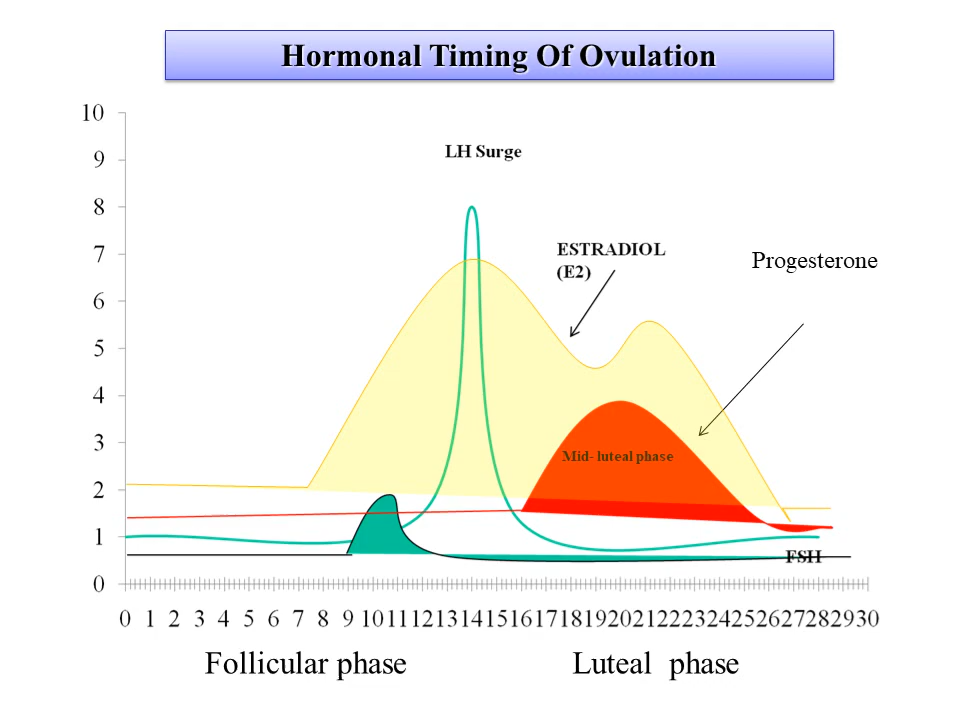 Hormonal Timing Of Ovulation
10
9
8
7
6
5
4
3
2
1
0
LH Surge
ESTRADIOL
(E2)
Progesterone
Mid- luteal phase
FSH
0 1 2 3 4 5 6 7 8 9 10 11 12 13 14 15 16 17 18 19 20 21 22 23 24 25 26 27 28 29 30
Follicular phase
Luteal phase